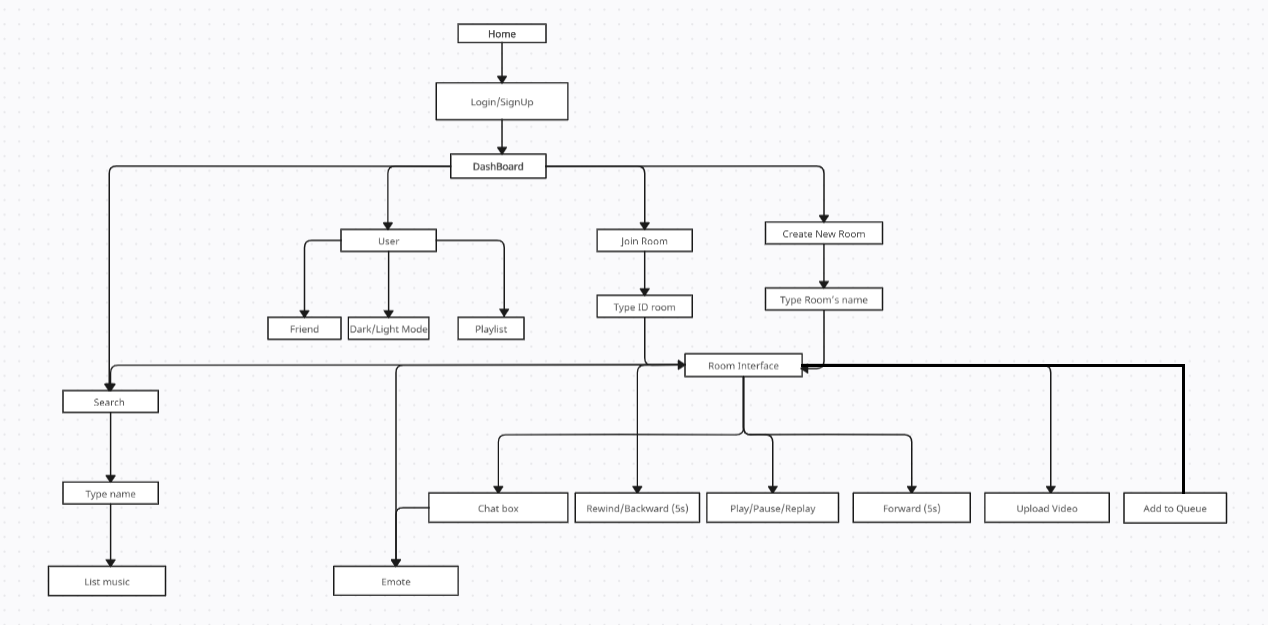 Home
Login/SignUp
DashBoard
User
Join Room
Create New Room
Type ID room
Type Room's name
Friend
Dark/Light Mode
Playlist
Room Interface
Search
Type name
Chat box
Rewind/Backward (5s)
Play/Pause/Replay
Forward (5s)
Upload Video
Add to Queue
List music
Emote